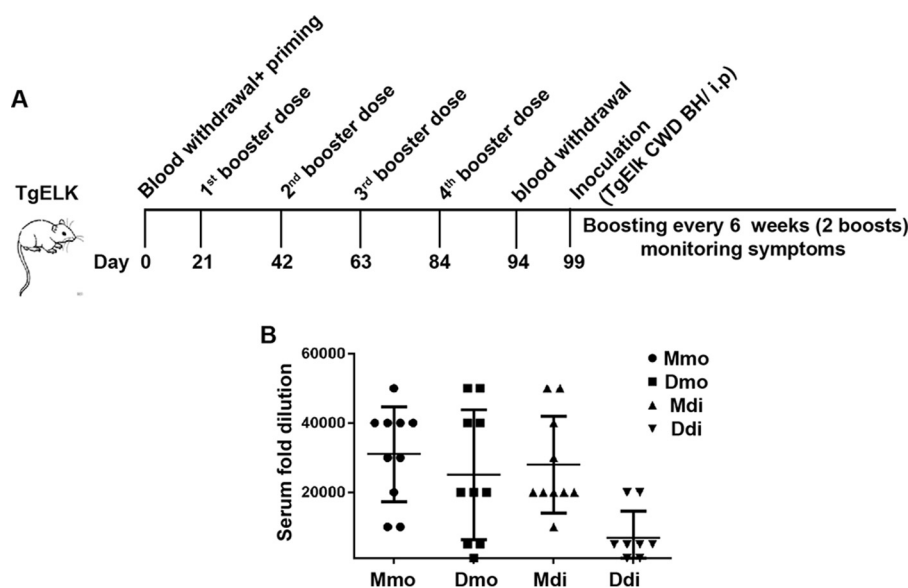 A
Blood withdrawal+ priming
1st booster dose
2nd booster dose
3rd booster dose
4th booster dose
blood withdrawal
Inoculation
(TgElk CWD BH/ i.p)
TgELK
Day 0 21 42 63 84 94 99
Boosting every 6 weeks (2 boosts)
monitoring symptoms
B
Serum fold dilution
60000
40000
20000
Mmo Dmo Mdi Ddi
Mmo
Dmo
Mdi
Ddi